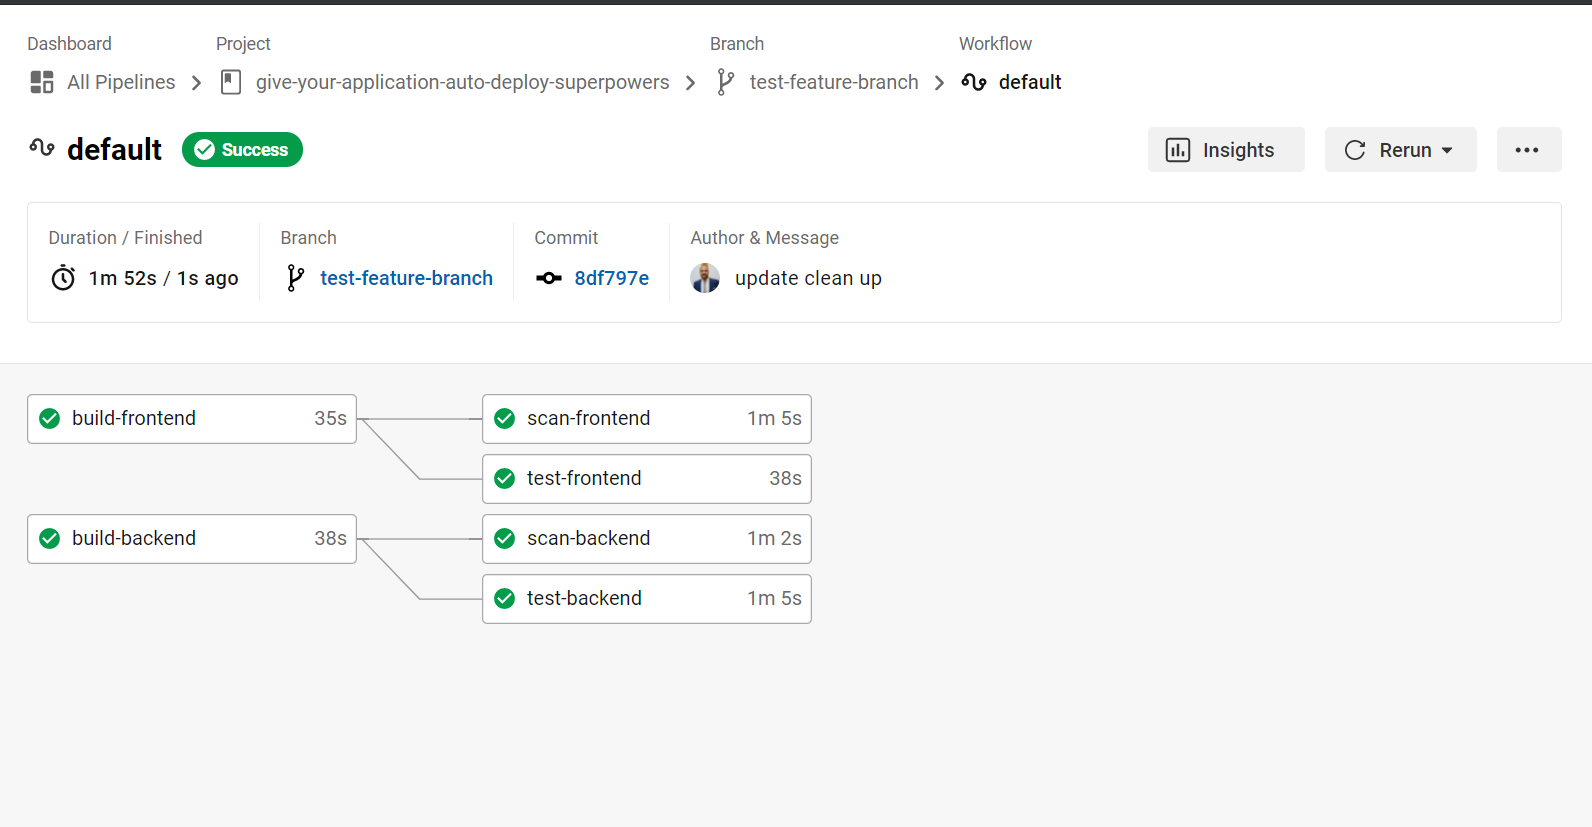 Dashboard Project Branch Workflow
All Pipelines give-your-application-auto-deploy-superpowers test-feature-branch default
default Success Insights Rerun
Duration / Finished Branch Commit Author & Message
1m 52s / 1s ago test-feature-branch 8df797e update clean up
build-frontend 35s scan-frontend 1m 5s
test-frontend 38s
build-backend 38s scan-backend 1m 2s
test-backend 1m 5s